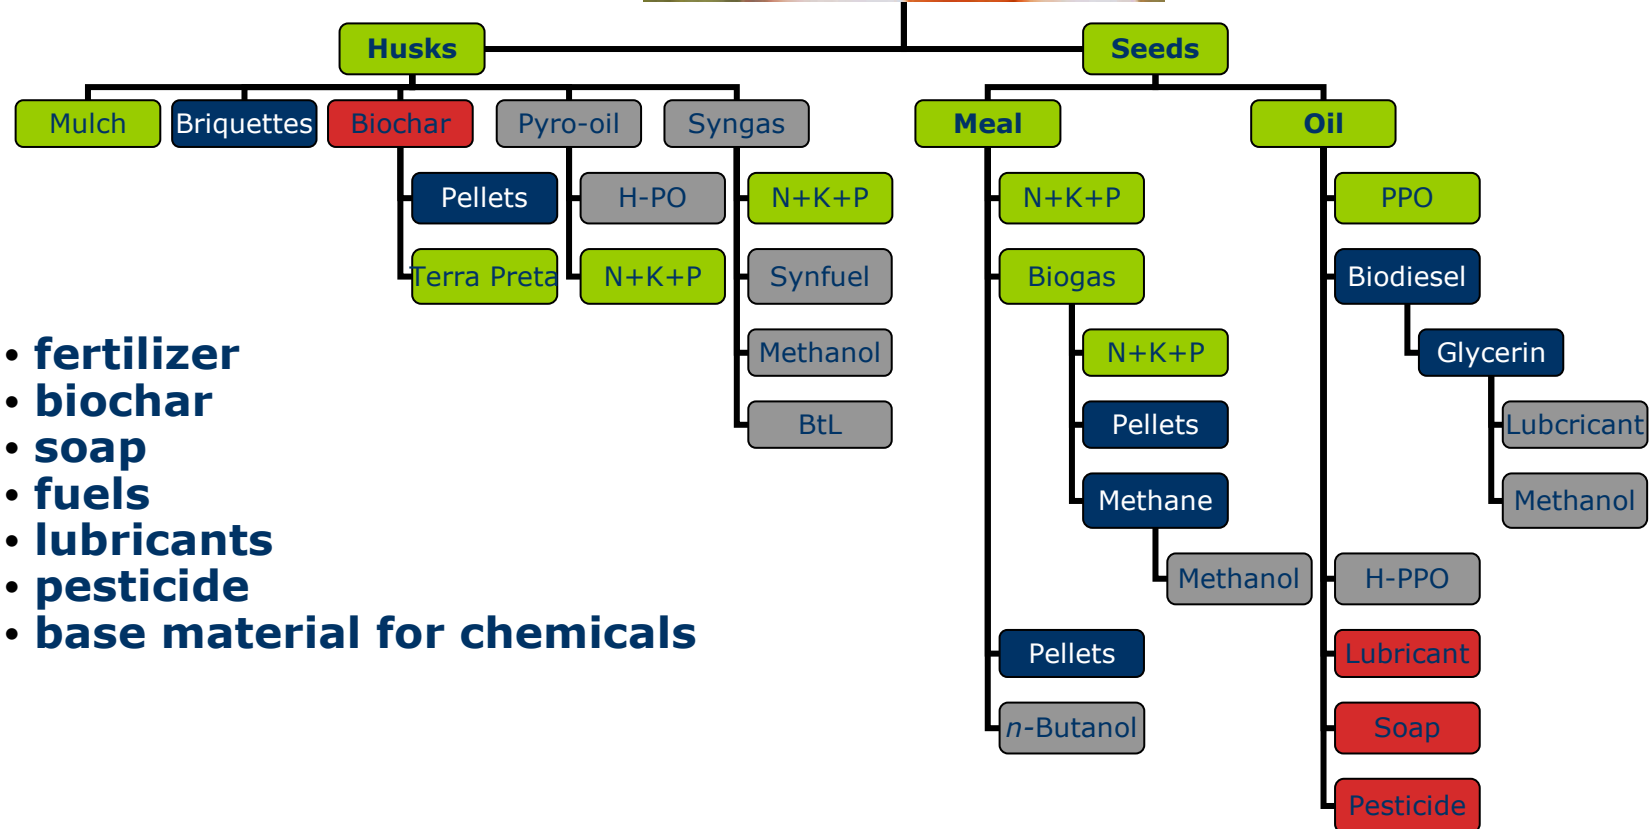 Husks
Seeds
Mulch
Briquettes
Biochar
Pyro-oil
Syngas
Meal
Oil
Pellets
H-PO
N+K+P
N+K+P
PPO
Terra Preta
N+K+P
Synfuel
Biogas
Biodiesel
Methanol
N+K+P
Glycerin
BtL
Pellets
Lubcricant
Methane
Methanol
Methanol
H-PPO
Pellets
Lubricant
n-Butanol
Soap
Pesticide
• fertilizer
• biochar
• soap
• fuels
• lubricants
• pesticide
• base material for chemicals